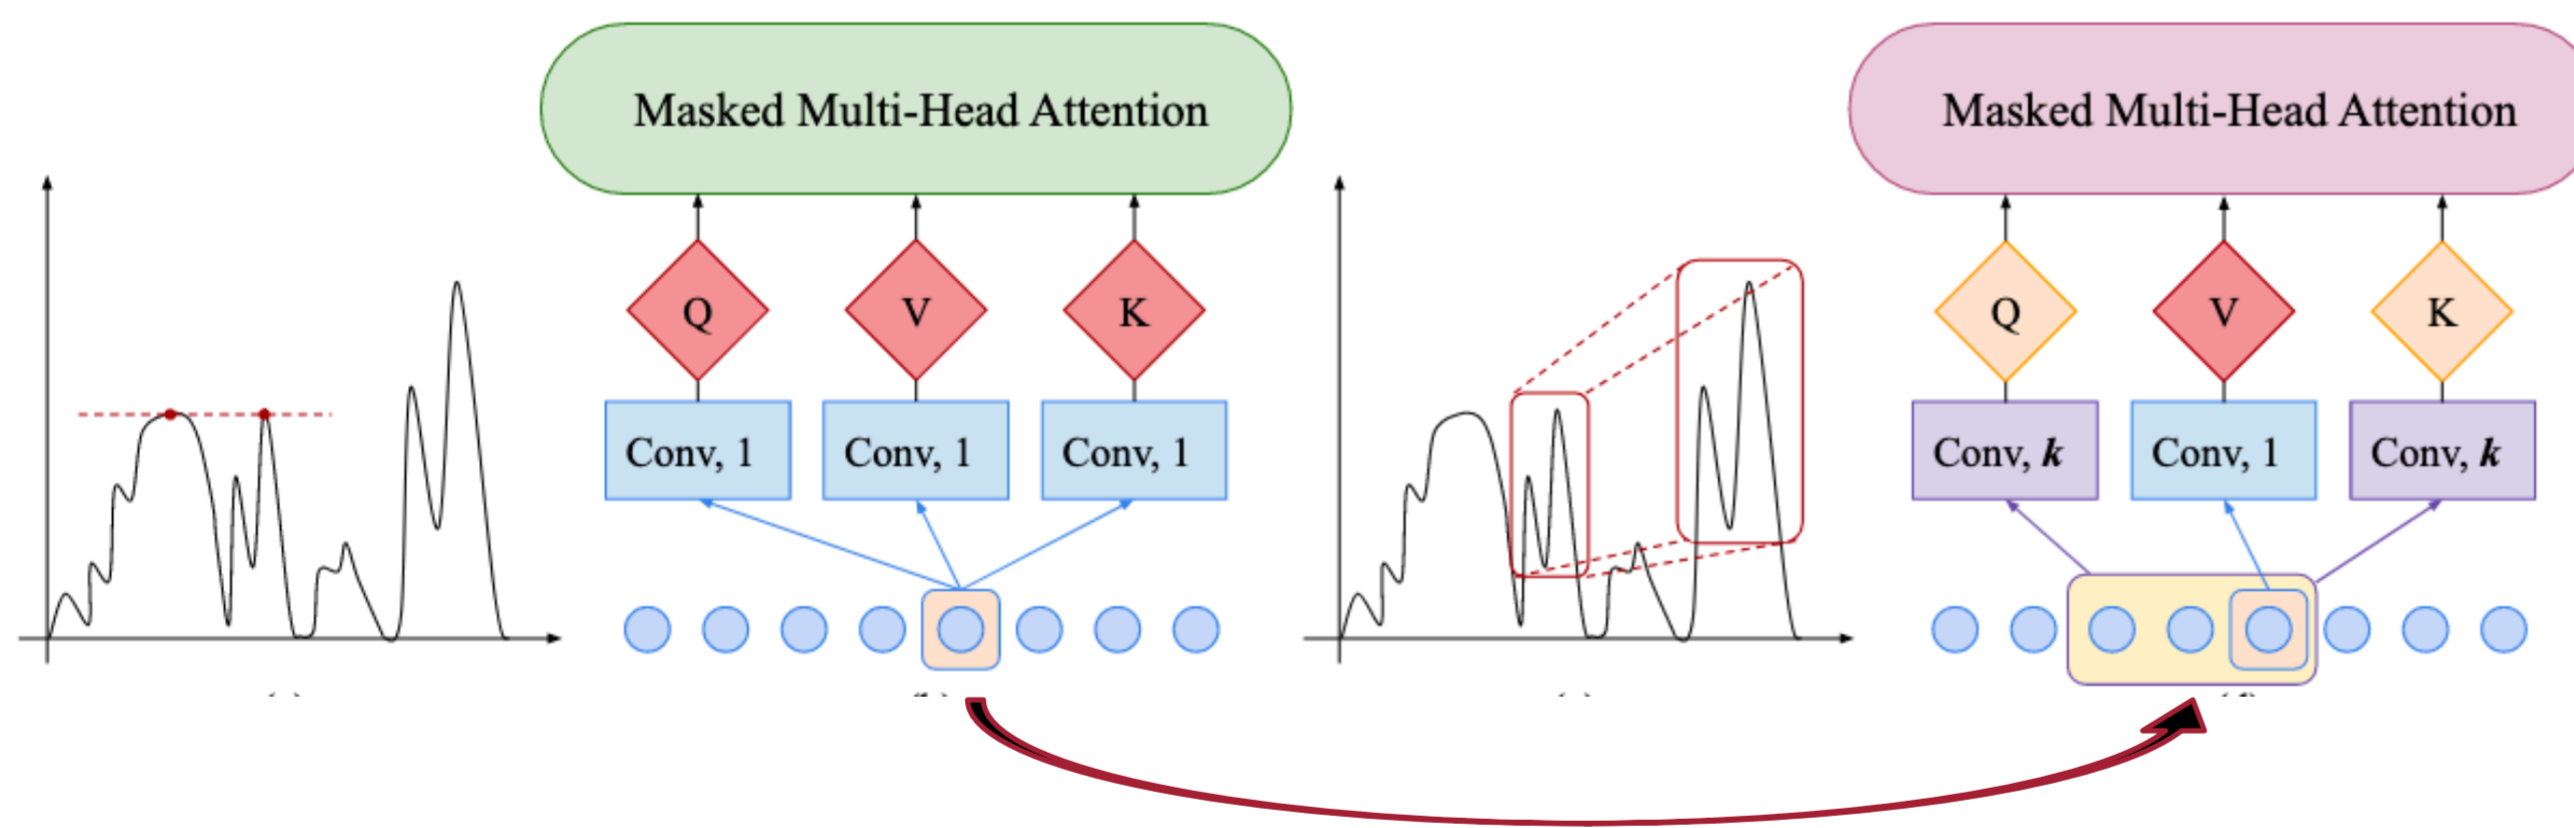 Masked Multi-Head Attention
Q
V
K
Conv, 1
Conv, 1
Conv, 1
Masked Multi-Head Attention
Q
V
K
Conv, k
Conv, 1
Conv, k